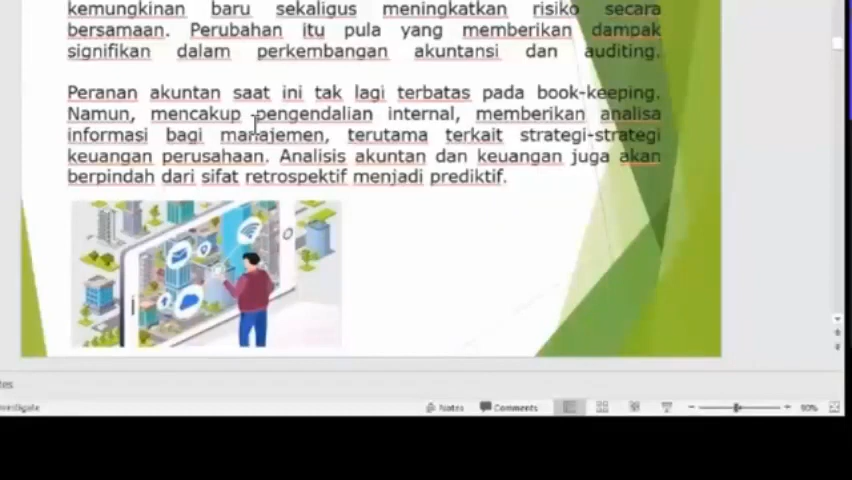 kemungkinan baru sekaligus meningkatkan risiko secara
bersamaan. Perubahan itu pula yang memberikan dampak
signifikan dalam perkembangan akuntansi dan auditing.
Peranan akuntan saat ini tak lagi terbatas pada book-keeping.
Namun, mencakup pengendalian internal, memberikan analisa
informasi bagi manajemen, terutama terkait strategi-strategi
keuangan perusahaan. Analisis akuntan dan keuangan juga akan
berpindah dari sifat retrospektif menjadi prediktif.
Notes Comments 90%